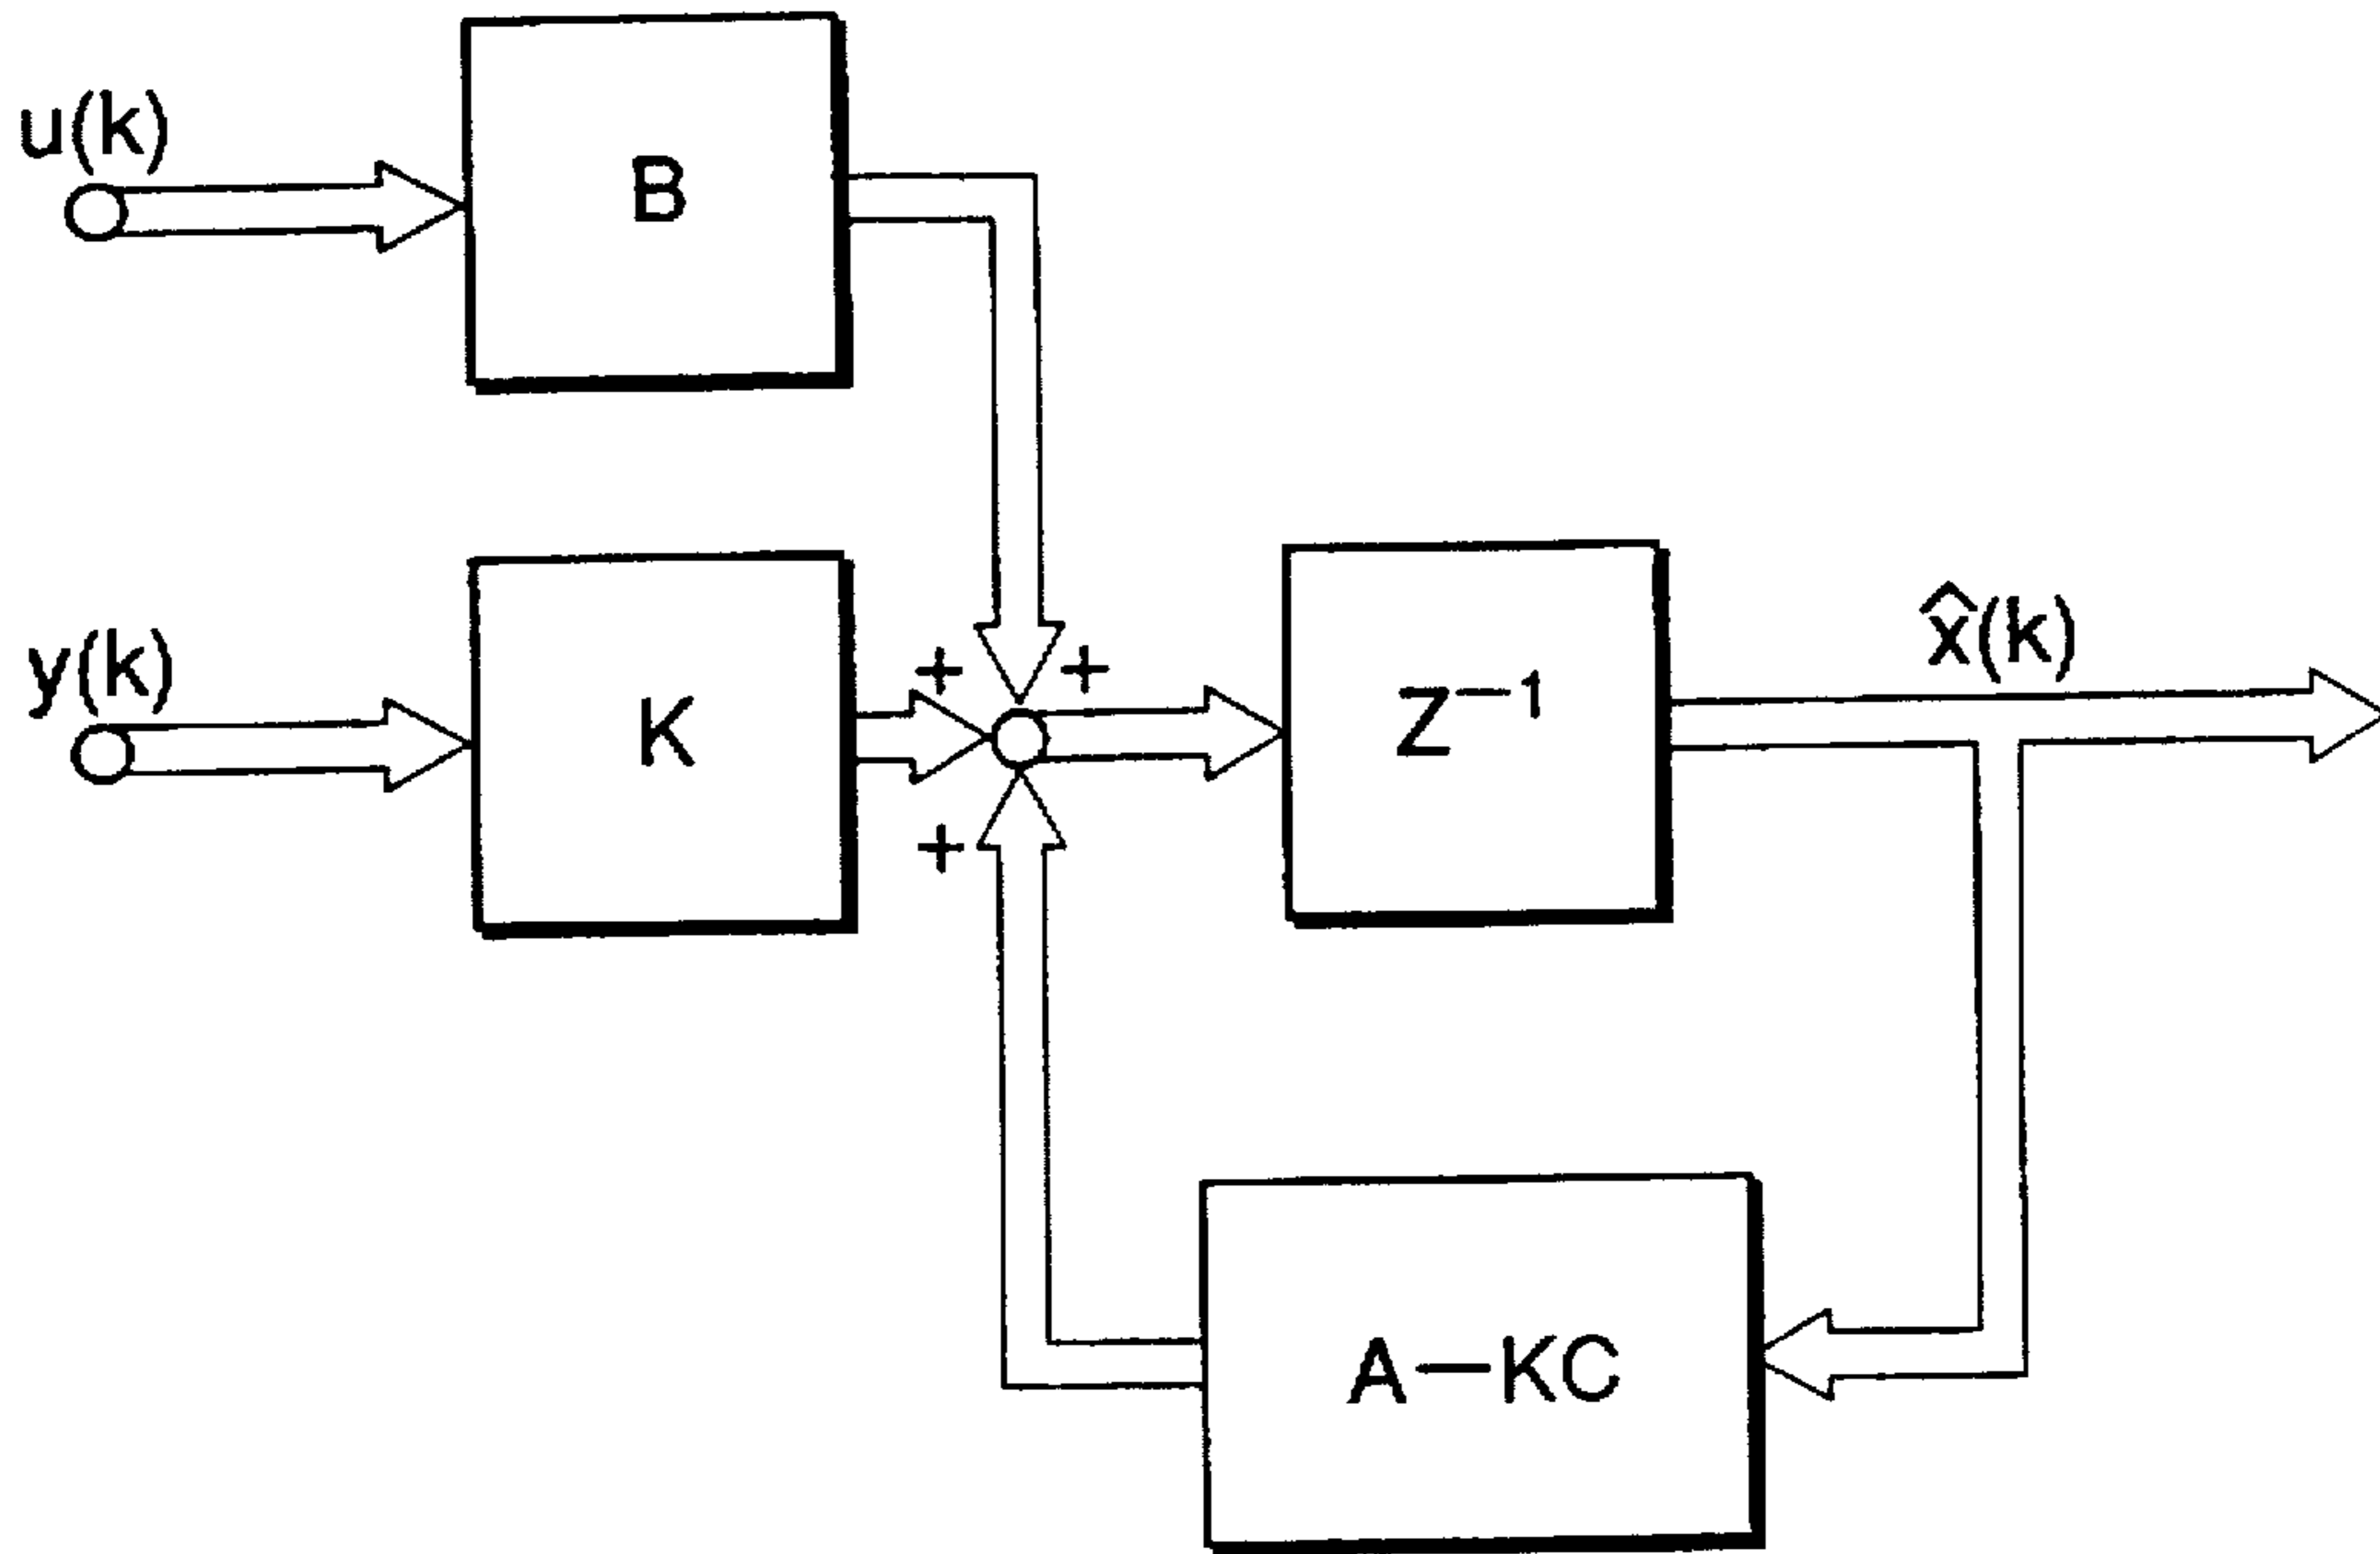 u(k)
B
y(k)
K
+
+
Z⁻¹
x̂(k)
+
A−KC